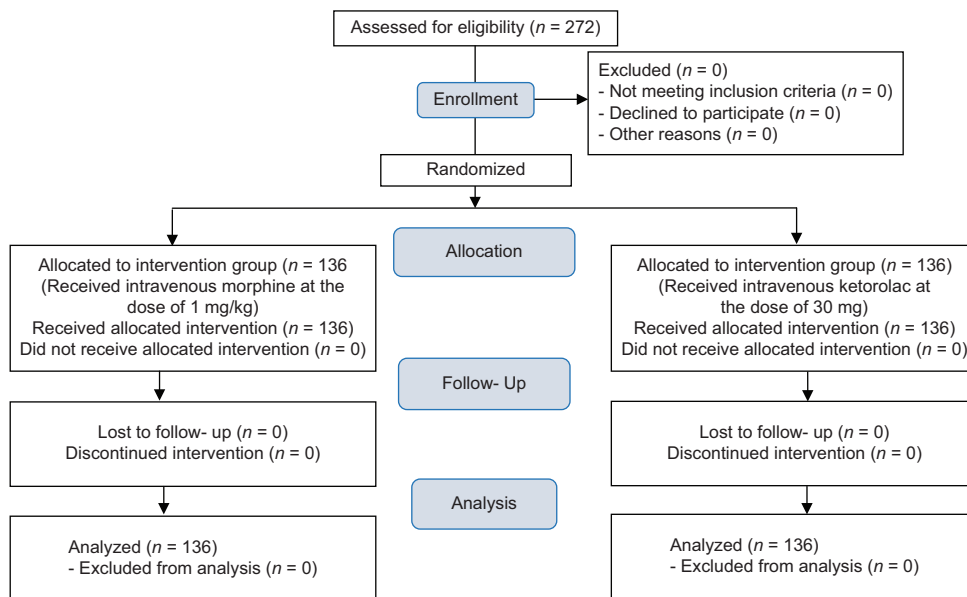 Assessed for eligibility (n = 272)
Excluded (n = 0)
- Not meeting inclusion criteria (n = 0)
- Declined to participate (n = 0)
- Other reasons (n = 0)
Enrollment
Randomized
Allocation
Allocated to intervention group (n = 136
(Received intravenous morphine at the
dose of 1 mg/kg)
Received allocated intervention (n = 136)
Did not receive allocated intervention (n = 0)
Allocated to intervention group (n = 136)
(Received intravenous ketorolac at
the dose of 30 mg)
Received allocated intervention (n = 136)
Did not receive allocated intervention (n = 0)
Follow- Up
Lost to follow- up (n = 0)
Discontinued intervention (n = 0)
Lost to follow- up (n = 0)
Discontinued intervention (n = 0)
Analysis
Analyzed (n = 136)
- Excluded from analysis (n = 0)
Analyzed (n = 136)
- Excluded from analysis (n = 0)